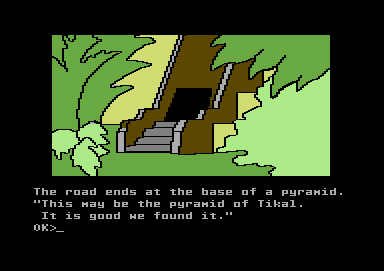 The road ends at the base of a pyramid.
"This may be the pyramid of Tikal.
It is good we found it."
OK>_